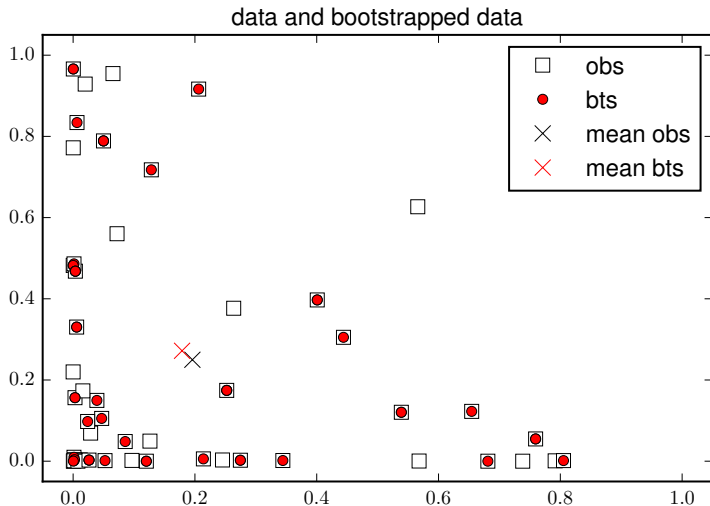 data and bootstrapped data
obs
bts
mean obs
mean bts
1.0
0.8
0.6
0.4
0.2
0.0
0.0 0.2 0.4 0.6 0.8 1.0